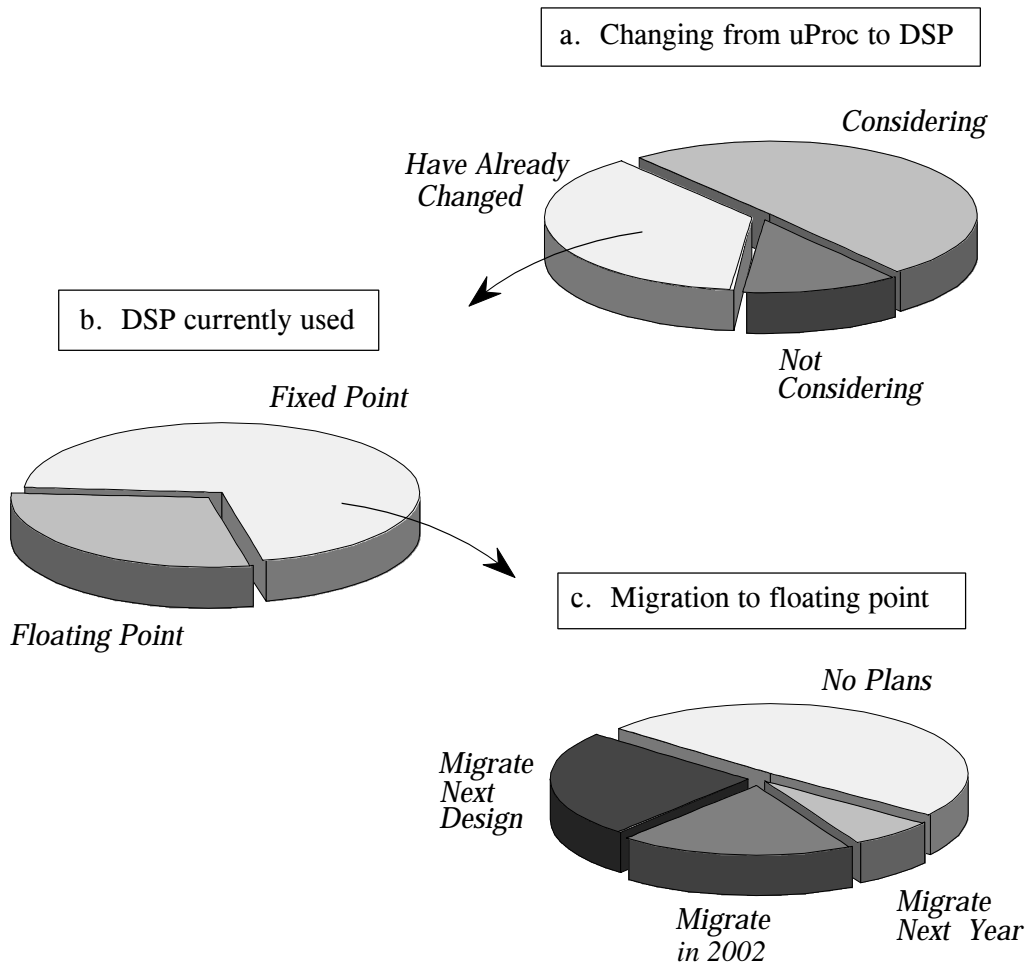 a. Changing from uProc to DSP
Considering
Have Already
Changed
Not
Considering
b. DSP currently used
Fixed Point
Floating Point
c. Migration to floating point
No Plans
Migrate
Next
Design
Migrate
in 2002
Migrate
Next Year